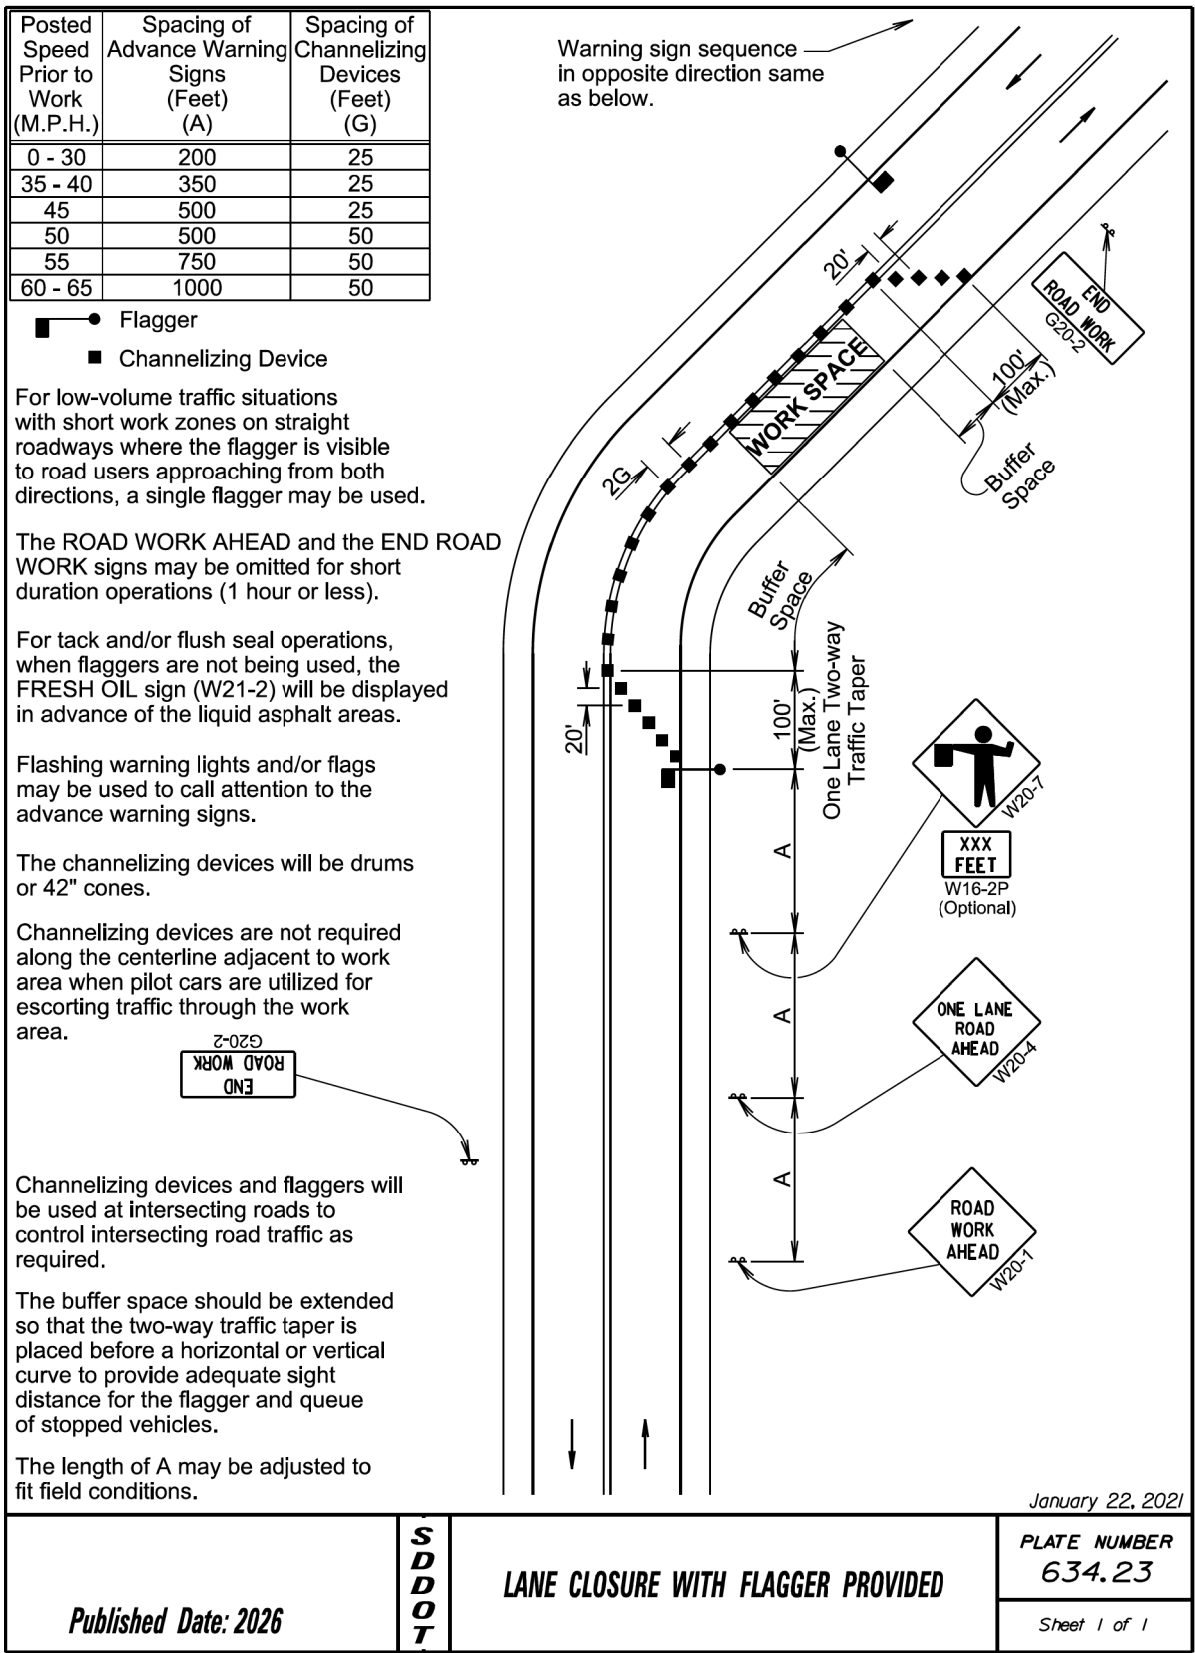 Posted Speed Prior to Work (M.P.H.)
Spacing of Advance Warning Signs (Feet) (A)
Spacing of Channelizing Devices (Feet) (G)
0 - 30 200 25
35 - 40 350 25
45 500 25
50 500 50
55 750 50
60 - 65 1000 50
Flagger
Channelizing Device
For low-volume traffic situations
with short work zones on straight
roadways where the flagger is visible
to road users approaching from both
directions, a single flagger may be used.
The ROAD WORK AHEAD and the END ROAD
WORK signs may be omitted for short
duration operations (1 hour or less).
For tack and/or flush seal operations,
when flaggers are not being used, the
FRESH OIL sign (W21-2) will be displayed
in advance of the liquid asphalt areas.
Flashing warning lights and/or flags
may be used to call attention to the
advance warning signs.
The channelizing devices will be drums
or 42" cones.
Channelizing devices are not required
along the centerline adjacent to work
area when pilot cars are utilized for
escorting traffic through the work
area.
G20-2
END
ROAD WORK
Channelizing devices and flaggers will
be used at intersecting roads to
control intersecting road traffic as
required.
The buffer space should be extended
so that the two-way traffic taper is
placed before a horizontal or vertical
curve to provide adequate sight
distance for the flagger and queue
of stopped vehicles.
The length of A may be adjusted to
fit field conditions.
Warning sign sequence
in opposite direction same
as below.
20'
END
ROAD WORK
G20-2
100'
(Max.)
Buffer
Space
WORK SPACE
2G
Buffer
Space
20'
100'
(Max.)
One Lane Two-way
Traffic Taper
A
W20-7
XXX
FEET
W16-2P
(Optional)
A
ONE LANE
ROAD
AHEAD
W20-4
A
ROAD
WORK
AHEAD
W20-1
January 22, 2021
Published Date: 2026
SDDOT
LANE CLOSURE WITH FLAGGER PROVIDED
PLATE NUMBER
634.23
Sheet 1 of 1